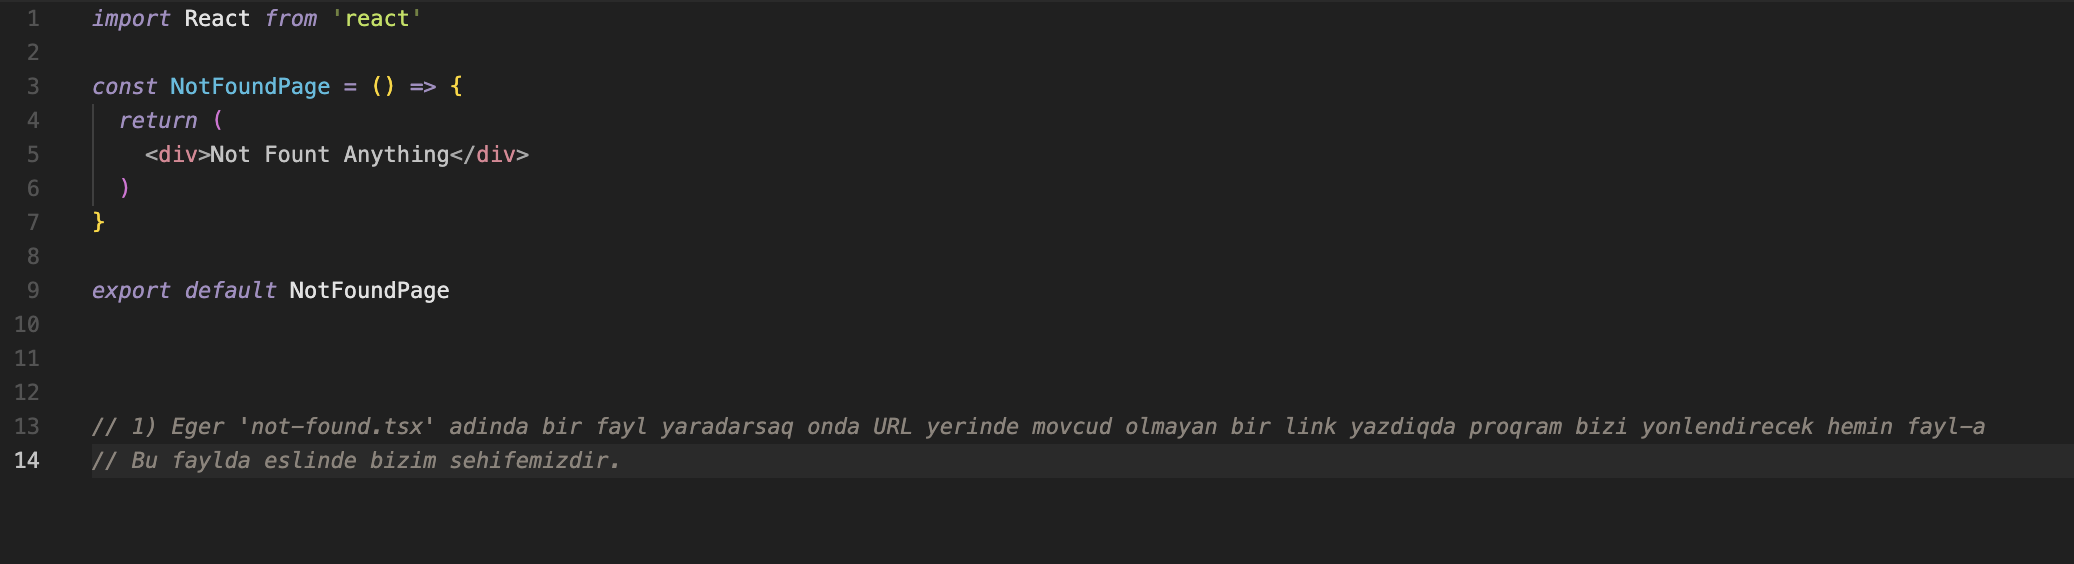 1 import React from 'react'
2
3 const NotFoundPage = () => {
4 return (
5 <div>Not Fount Anything</div>
6 )
7 }
8
9 export default NotFoundPage
10
11
12
13 // 1) Eger 'not-found.tsx' adinda bir fayl yaradarsaq onda URL yerinde movcud olmayan bir link yazdiqda proqram bizi yonlendirecek hemin fayl-a
14 // Bu faylda eslinde bizim sehifemizdir.